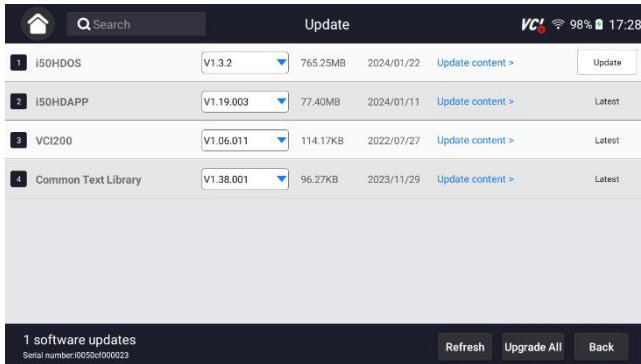 Search Update VCI 98% 17:28
1 i50HDOS V1.3.2 765.25MB 2024/01/22 Update content > Update
2 i50HDAPP V1.19.003 77.40MB 2024/01/11 Update content > Latest
3 VCI200 V1.06.011 114.17KB 2022/07/27 Update content > Latest
4 Common Text Library V1.38.001 96.27KB 2023/11/29 Update content > Latest
1 software updates
Serial number:i0050cf000023
Refresh Upgrade All Back